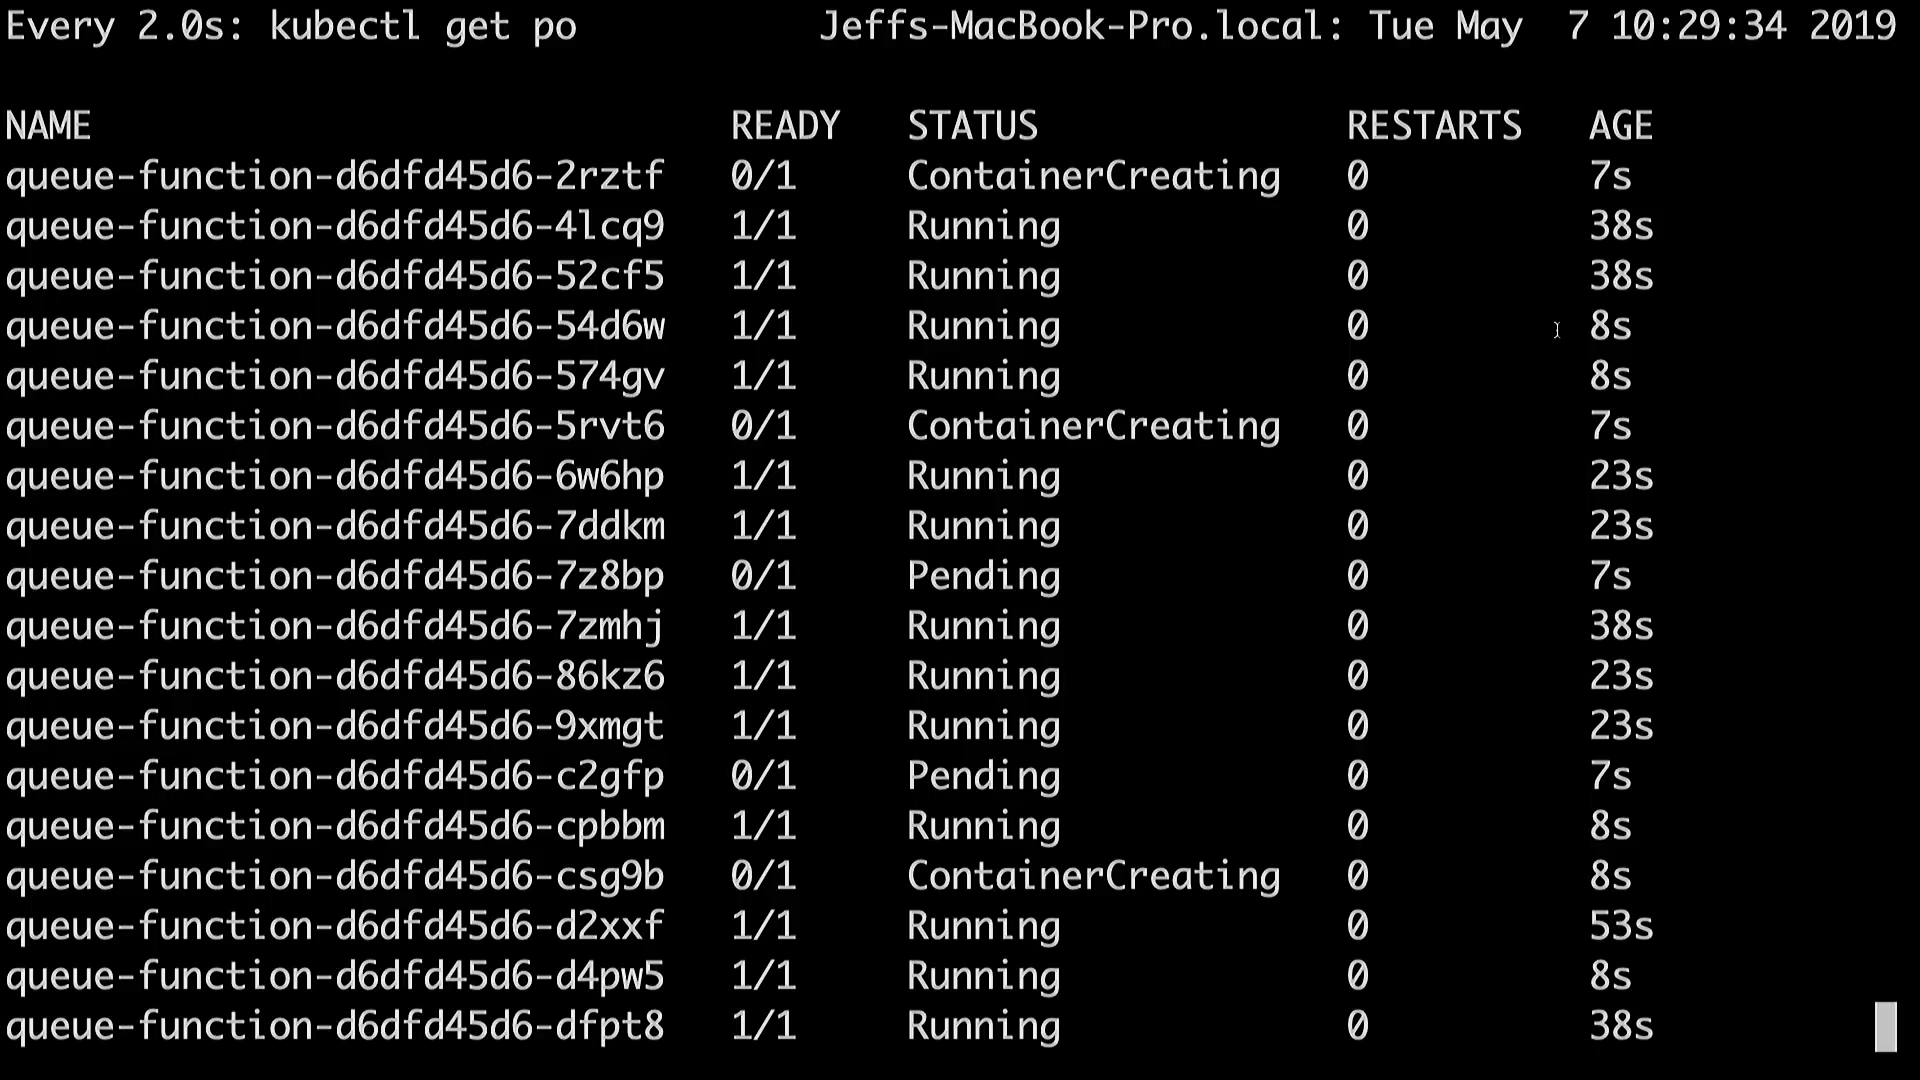 Every 2.0s: kubectl get po Jeffs-MacBook-Pro.local: Tue May 7 10:29:34 2019
NAME READY STATUS RESTARTS AGE
queue-function-d6dfd45d6-2rztf 0/1 ContainerCreating 0 7s
queue-function-d6dfd45d6-4lcq9 1/1 Running 0 38s
queue-function-d6dfd45d6-52cf5 1/1 Running 0 38s
queue-function-d6dfd45d6-54d6w 1/1 Running 0 8s
queue-function-d6dfd45d6-574gv 1/1 Running 0 8s
queue-function-d6dfd45d6-5rvt6 0/1 ContainerCreating 0 7s
queue-function-d6dfd45d6-6w6hp 1/1 Running 0 23s
queue-function-d6dfd45d6-7ddkm 1/1 Running 0 23s
queue-function-d6dfd45d6-7z8bp 0/1 Pending 0 7s
queue-function-d6dfd45d6-7zmhj 1/1 Running 0 38s
queue-function-d6dfd45d6-86kz6 1/1 Running 0 23s
queue-function-d6dfd45d6-9xmgt 1/1 Running 0 23s
queue-function-d6dfd45d6-c2gfp 0/1 Pending 0 7s
queue-function-d6dfd45d6-cpbbm 1/1 Running 0 8s
queue-function-d6dfd45d6-csg9b 0/1 ContainerCreating 0 8s
queue-function-d6dfd45d6-d2xxf 1/1 Running 0 53s
queue-function-d6dfd45d6-d4pw5 1/1 Running 0 8s
queue-function-d6dfd45d6-dfpt8 1/1 Running 0 38s